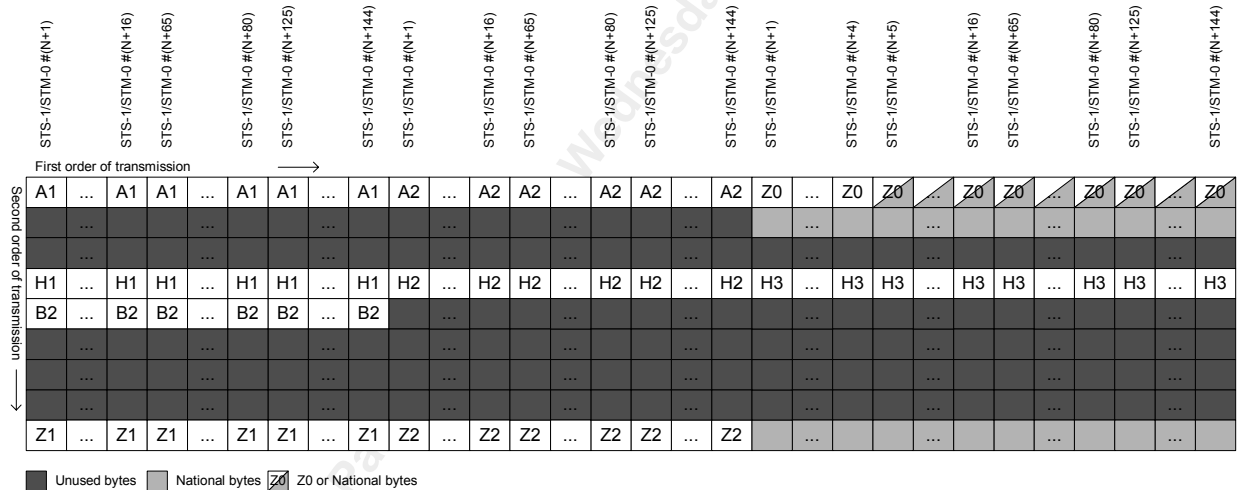 STS-1/STM-0 #(N+1)
STS-1/STM-0 #(N+16)
STS-1/STM-0 #(N+65)
STS-1/STM-0 #(N+80)
STS-1/STM-0 #(N+125)
STS-1/STM-0 #(N+144)
STS-1/STM-0 #(N+1)
STS-1/STM-0 #(N+16)
STS-1/STM-0 #(N+65)
STS-1/STM-0 #(N+80)
STS-1/STM-0 #(N+125)
STS-1/STM-0 #(N+144)
STS-1/STM-0 #(N+1)
STS-1/STM-0 #(N+4)
STS-1/STM-0 #(N+5)
STS-1/STM-0 #(N+16)
STS-1/STM-0 #(N+65)
STS-1/STM-0 #(N+80)
STS-1/STM-0 #(N+125)
STS-1/STM-0 #(N+144)
First order of transmission
Second order of transmission
A1 ... A1 A1 ... A1 A1 ... A1 A2 ... A2 A2 ... A2 A2 ... A2 Z0 ... Z0 Z0 ... Z0 Z0 ... Z0 Z0 ... Z0
... ... ... ... ... ... ... ... ... ...
... ... ... ... ... ... ... ... ... ...
H1 ... H1 H1 ... H1 H1 ... H1 H2 ... H2 H2 ... H2 H2 ... H2 H3 ... H3 H3 ... H3 H3 ... H3 H3 ... H3
B2 ... B2 B2 ... B2 B2 ... B2 ... ... ... ... ... ... ...
... ... ... ... ... ... ... ... ... ...
... ... ... ... ... ... ... ... ... ...
... ... ... ... ... ... ... ... ... ...
Z1 ... Z1 Z1 ... Z1 Z1 ... Z1 Z2 ... Z2 Z2 ... Z2 Z2 ... Z2 ... ... ... ...
Unused bytes National bytes Z0 Z0 or National bytes
Wednesda
Pa